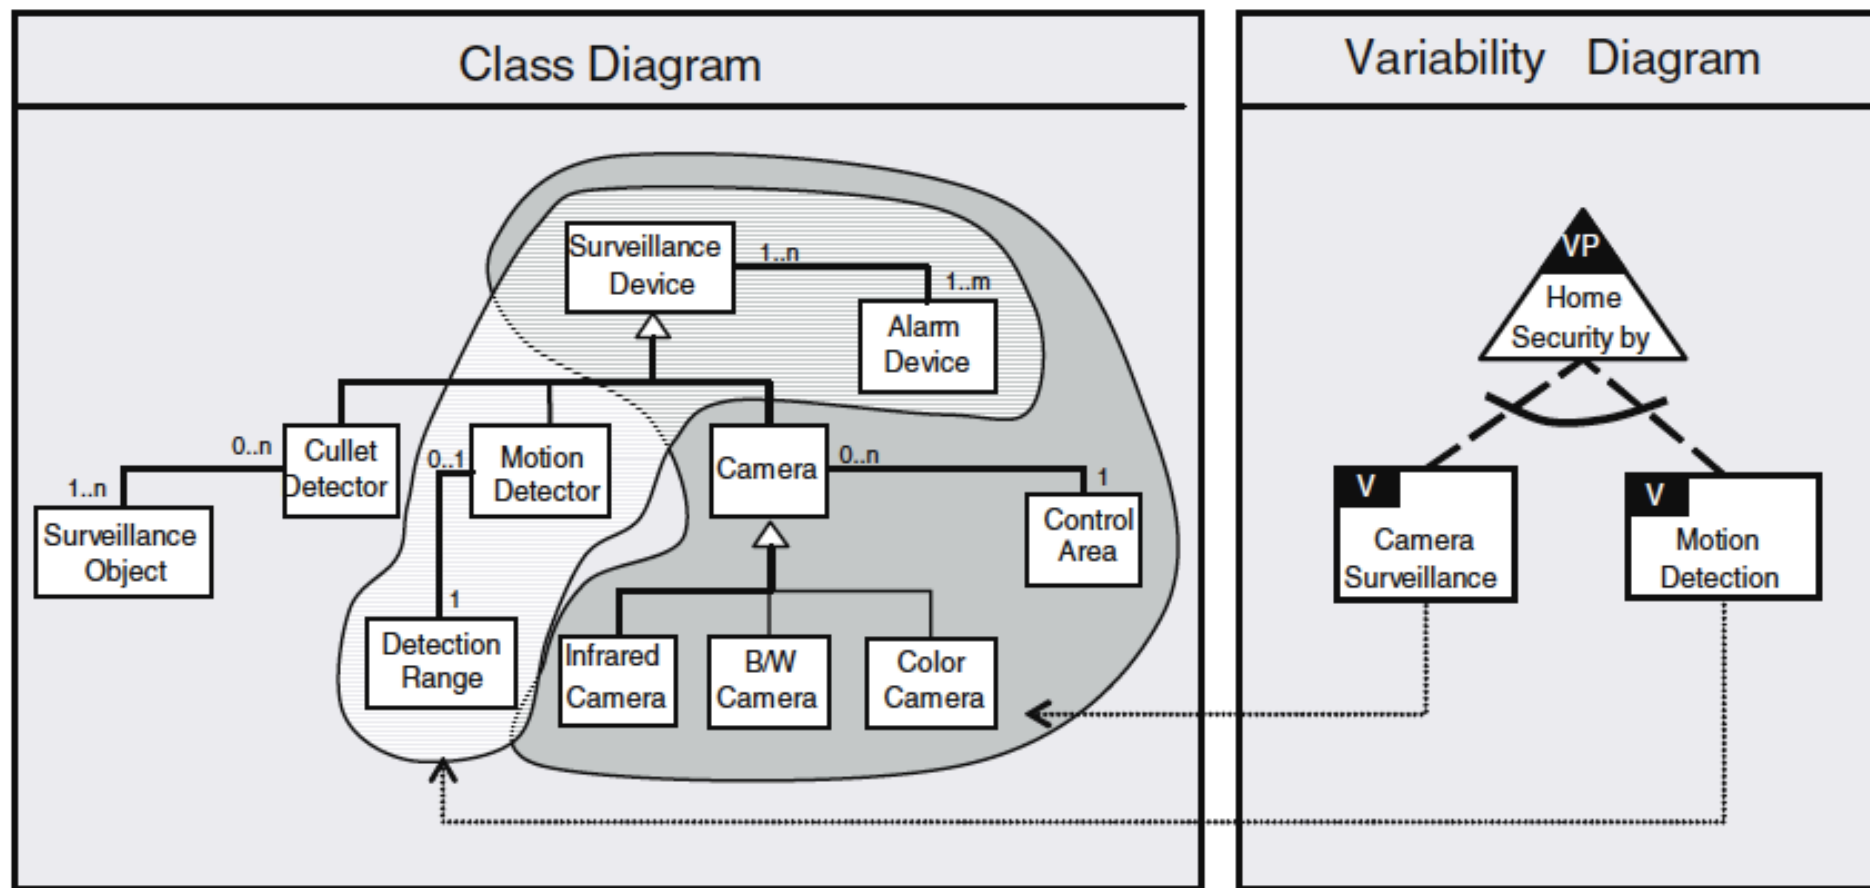 Class Diagram
Variability Diagram
Surveillance
Device
1..n
1..m
Alarm
Device
Cullet
Detector
0..n
1..n
Surveillance
Object
Motion
Detector
0..1
1
Detection
Range
Camera
0..n
1
Control
Area
Infrared
Camera
B/W
Camera
Color
Camera
VP
Home
Security by
V
Camera
Surveillance
V
Motion
Detection